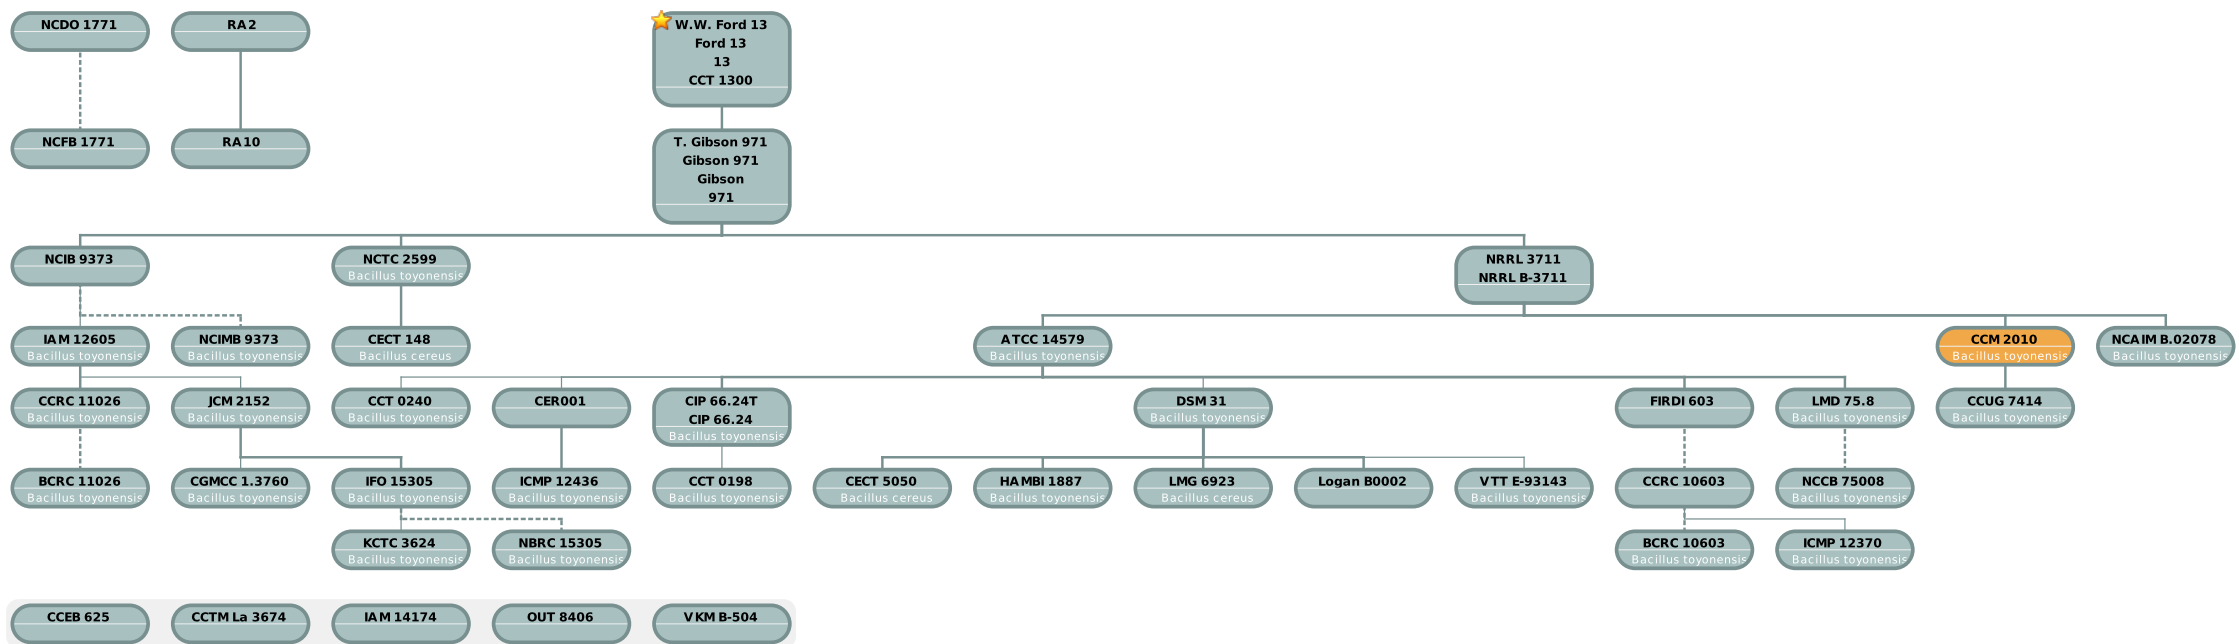 NCDO 1771
RA 2
W.W. Ford 13
Ford 13
13
CCT 1300
NCFB 1771
RA 10
T. Gibson 971
Gibson 971
Gibson
971
NCIB 9373
NCTC 2599
Bacillus toyonensis
NRRL 3711
NRRL B-3711
IAM 12605
Bacillus toyonensis
NCIMB 9373
Bacillus toyonensis
CECT 148
Bacillus cereus
ATCC 14579
Bacillus toyonensis
CCM 2010
Bacillus toyonensis
NCAIM B.02078
Bacillus toyonensis
CCRC 11026
Bacillus toyonensis
JCM 2152
Bacillus toyonensis
CCT 0240
Bacillus toyonensis
CER001
CIP 66.24T
CIP 66.24
Bacillus toyonensis
DSM 31
Bacillus toyonensis
FIRDI 603
LMD 75.8
Bacillus toyonensis
CCUG 7414
Bacillus toyonensis
BCRC 11026
Bacillus toyonensis
CGMCC 1.3760
Bacillus toyonensis
IFO 15305
Bacillus toyonensis
ICMP 12436
Bacillus toyonensis
CCT 0198
Bacillus toyonensis
CECT 5050
Bacillus cereus
HAMBI 1887
Bacillus toyonensis
LMG 6923
Bacillus cereus
Logan B0002
VTT E-93143
Bacillus toyonensis
CCRC 10603
NCCB 75008
Bacillus toyonensis
KCTC 3624
Bacillus toyonensis
NBRC 15305
Bacillus toyonensis
BCRC 10603
Bacillus toyonensis
ICMP 12370
Bacillus toyonensis
CCEB 625
CCTM La 3674
IAM 14174
OUT 8406
VKM B-504